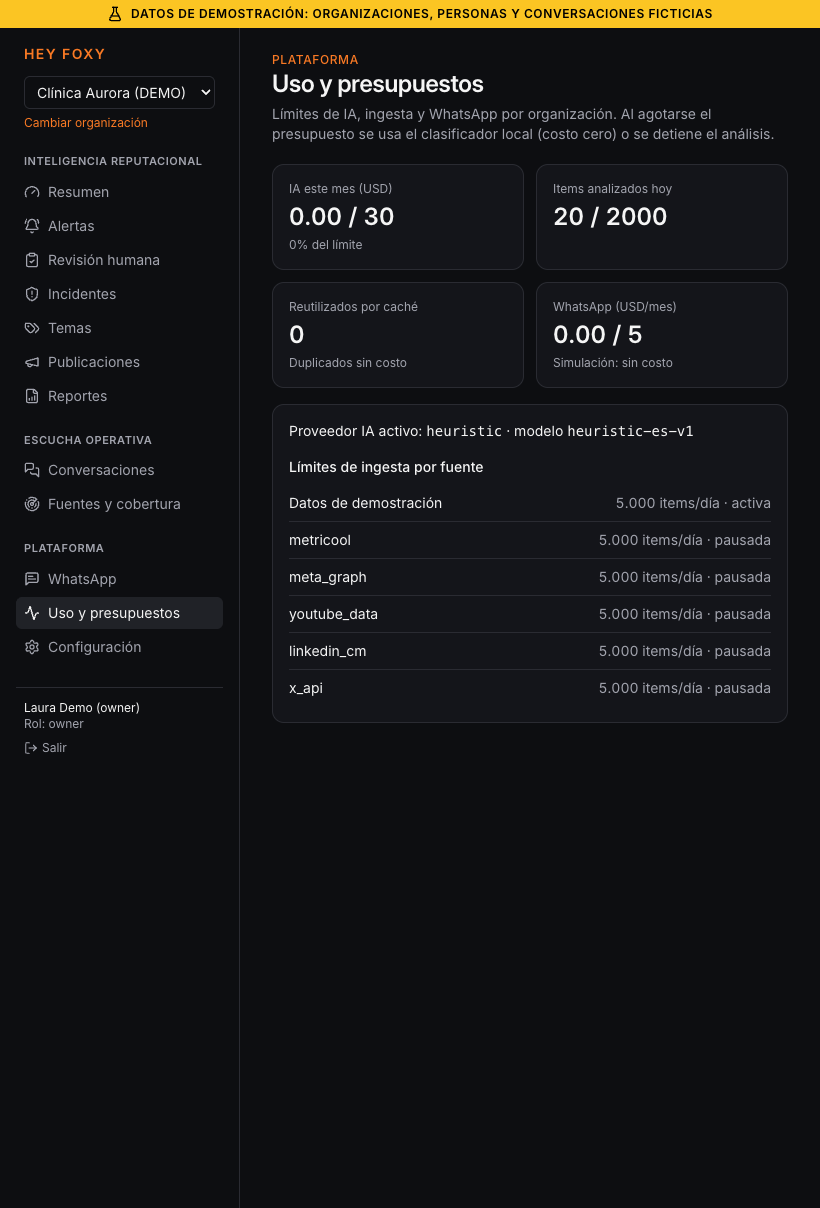 DATOS DE DEMOSTRACIÓN: ORGANIZACIONES, PERSONAS Y CONVERSACIONES FICTICIAS
HEY FOXY
Clínica Aurora (DEMO)
Cambiar organización
INTELIGENCIA REPUTACIONAL
Resumen
Alertas
Revisión humana
Incidentes
Temas
Publicaciones
Reportes
ESCUCHA OPERATIVA
Conversaciones
Fuentes y cobertura
PLATAFORMA
WhatsApp
Uso y presupuestos
Configuración
Laura Demo (owner)
Rol: owner
Salir
PLATAFORMA
Uso y presupuestos
Límites de IA, ingesta y WhatsApp por organización. Al agotarse el
presupuesto se usa el clasificador local (costo cero) o se detiene el análisis.
IA este mes (USD)
0.00 / 30
0% del límite
Items analizados hoy
20 / 2000
Reutilizados por caché
0
Duplicados sin costo
WhatsApp (USD/mes)
0.00 / 5
Simulación: sin costo
Proveedor IA activo: heuristic · modelo heuristic-es-v1
Límites de ingesta por fuente
Datos de demostración 5.000 items/día · activa
metricool 5.000 items/día · pausada
meta_graph 5.000 items/día · pausada
youtube_data 5.000 items/día · pausada
linkedin_cm 5.000 items/día · pausada
x_api 5.000 items/día · pausada